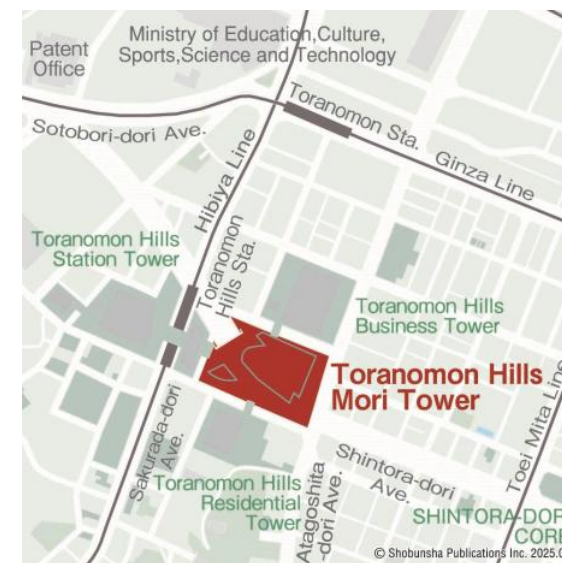 Patent
Office
Ministry of Education,Culture,
Sports,Science and Technology
Sotobori-dori Ave.
Toranomon Sta.
Ginza Line
Hibiya Line
Toranomon Hills
Station Tower
Toranomon
Hills Sta.
Toranomon Hills
Business Tower
Toranomon Hills
Mori Tower
Sakurada-dori
Ave.
Toranomon Hills
Residential
Tower
Atagoshita
-dori Ave.
Shintora-dori
Ave.
Toei Mita Line
SHINTORA-DOR
CORE
© Shobunsha Publications Inc. 2025.0